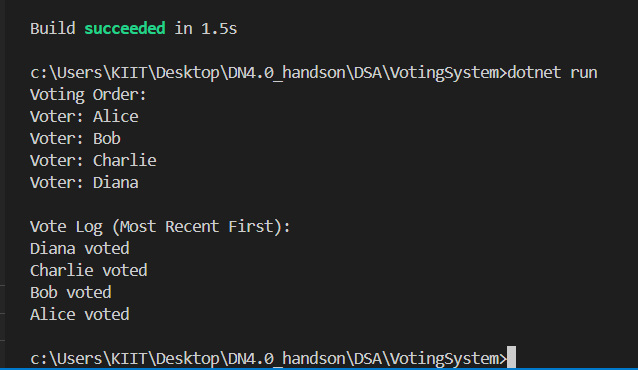 Build succeeded in 1.5s
c:\Users\KIIT\Desktop\DN4.0_handson\DSA\VotingSystem>dotnet run
Voting Order:
Voter: Alice
Voter: Bob
Voter: Charlie
Voter: Diana
Vote Log (Most Recent First):
Diana voted
Charlie voted
Bob voted
Alice voted
c:\Users\KIIT\Desktop\DN4.0_handson\DSA\VotingSystem>